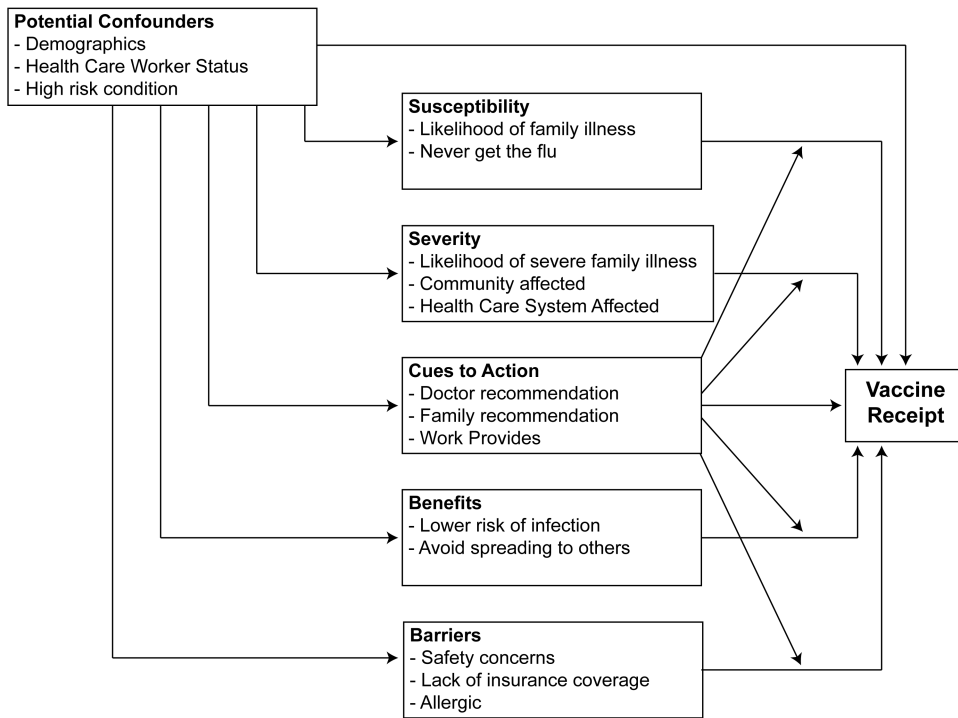 Potential Confounders
- Demographics
- Health Care Worker Status
- High risk condition
Susceptibility
- Likelihood of family illness
- Never get the flu
Severity
- Likelihood of severe family illness
- Community affected
- Health Care System Affected
Cues to Action
- Doctor recommendation
- Family recommendation
- Work Provides
Vaccine
Receipt
Benefits
- Lower risk of infection
- Avoid spreading to others
Barriers
- Safety concerns
- Lack of insurance coverage
- Allergic